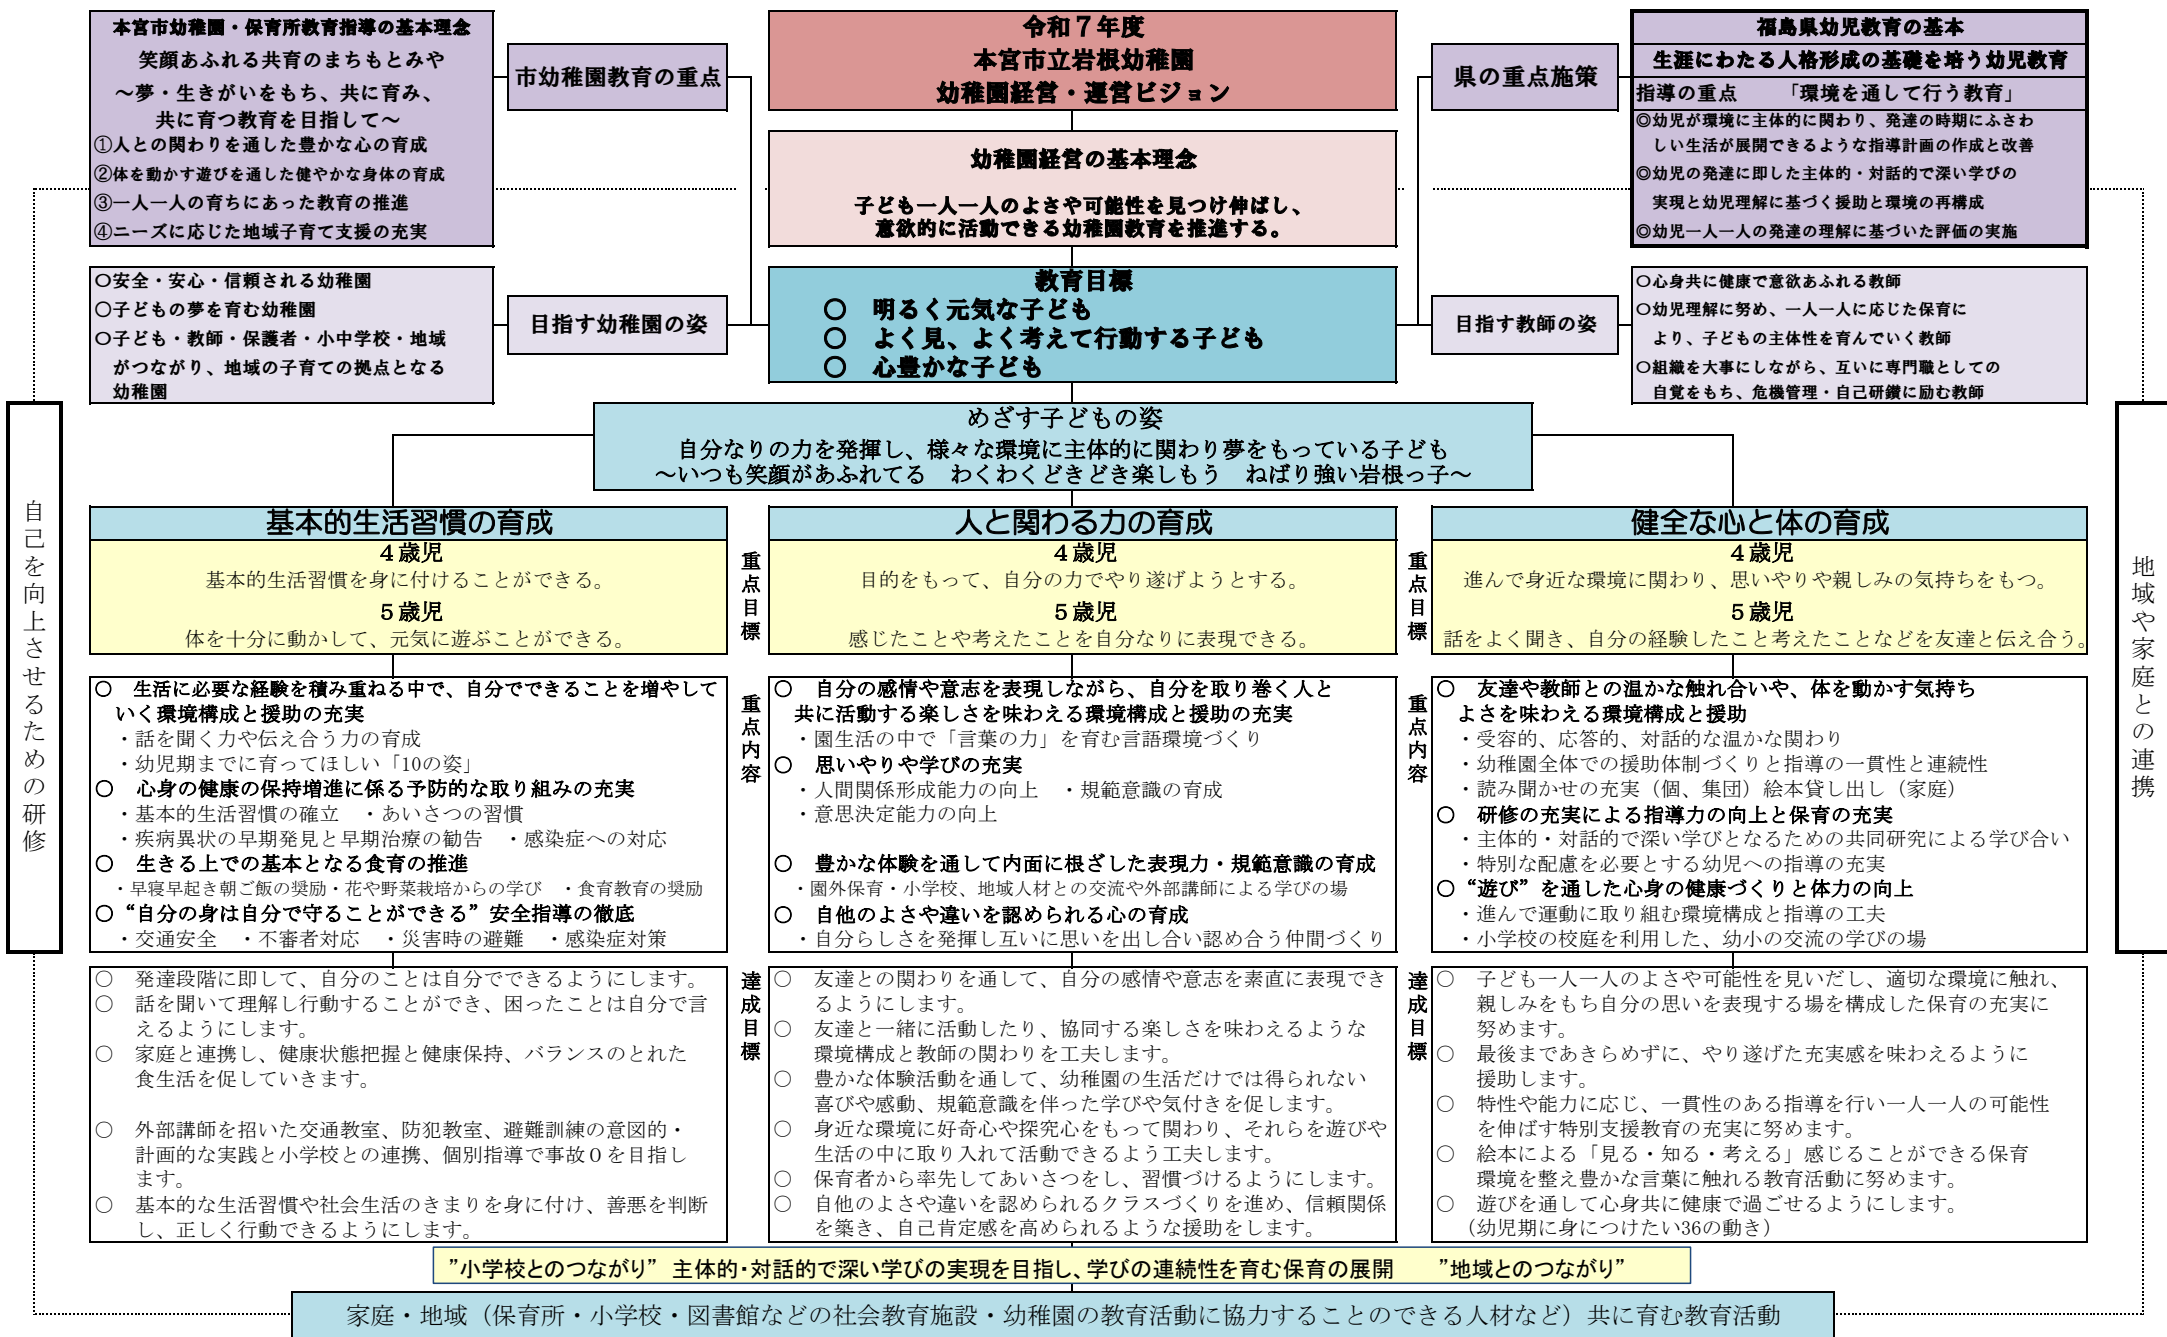 本宮市幼稚園・保育所教育指導の基本理念
笑顔あふれる共育のまちもとみや
～夢・生きがいをもち、共に育み、
共に育つ教育を目指して～
①人との関わりを通した豊かな心の育成
②体を動かす遊びを通した健やかな身体の育成
③一人一人の育ちにあった教育の推進
④ニーズに応じた地域子育て支援の充実
市幼稚園教育の重点
令和７年度
本宮市立岩根幼稚園
幼稚園経営・運営ビジョン
幼稚園経営の基本理念
子ども一人一人のよさや可能性を見つけ伸ばし、
意欲的に活動できる幼稚園教育を推進する。
県の重点施策
福島県幼児教育の基本
生涯にわたる人格形成の基礎を培う幼児教育
指導の重点　　「環境を通して行う教育」
◎幼児が環境に主体的に関わり、発達の時期にふさわ
しい生活が展開できるような指導計画の作成と改善
◎幼児の発達に即した主体的・対話的で深い学びの
実現と幼児理解に基づく援助と環境の再構成
◎幼児一人一人の発達の理解に基づいた評価の実施
○安全・安心・信頼される幼稚園
○子どもの夢を育む幼稚園
○子ども・教師・保護者・小中学校・地域
がつながり、地域の子育ての拠点となる
幼稚園
目指す幼稚園の姿
教育目標
○　明るく元気な子ども
○　よく見、よく考えて行動する子ども
○　心豊かな子ども
目指す教師の姿
○心身共に健康で意欲あふれる教師
○幼児理解に努め、一人一人に応じた保育に
より、子どもの主体性を育んでいく教師
○組織を大事にしながら、互いに専門職としての
自覚をもち、危機管理・自己研鑽に励む教師
めざす子どもの姿
自分なりの力を発揮し、様々な環境に主体的に関わり夢をもっている子ども
～いつも笑顔があふれてる　わくわくどきどき楽しもう　ねばり強い岩根っ子～
自己を向上させるための研修
基本的生活習慣の育成
４歳児
基本的生活習慣を身に付けることができる。
５歳児
体を十分に動かして、元気に遊ぶことができる。
重点目標
人と関わる力の育成
４歳児
目的をもって、自分の力でやり遂げようとする。
５歳児
感じたことや考えたことを自分なりに表現できる。
重点目標
健全な心と体の育成
４歳児
進んで身近な環境に関わり、思いやりや親しみの気持ちをもつ。
５歳児
話をよく聞き、自分の経験したこと考えたことなどを友達と伝え合う。
地域や家庭との連携
○　生活に必要な経験を積み重ねる中で、自分でできることを増やして
いく環境構成と援助の充実
・話を聞く力や伝え合う力の育成
・幼児期までに育ってほしい「10の姿」
○　心身の健康の保持増進に係る予防的な取り組みの充実
・基本的生活習慣の確立　・あいさつの習慣
・疾病異状の早期発見と早期治療の勧告　・感染症への対応
○　生きる上での基本となる食育の推進
・早寝早起き朝ご飯の奨励・花や野菜栽培からの学び　・食育教育の奨励
○“自分の身は自分で守ることができる”安全指導の徹底
・交通安全　・不審者対応　・災害時の避難　・感染症対策
重点内容
○　自分の感情や意志を表現しながら、自分を取り巻く人と
共に活動する楽しさを味わえる環境構成と援助の充実
・園生活の中で「言葉の力」を育む言語環境づくり
○　思いやりや学びの充実
・人間関係形成能力の向上　・規範意識の育成
・意思決定能力の向上
○　豊かな体験を通して内面に根ざした表現力・規範意識の育成
・園外保育・小学校、地域人材との交流や外部講師による学びの場
○　自他のよさや違いを認められる心の育成
・自分らしさを発揮し互いに思いを出し合い認め合う仲間づくり
重点内容
○　友達や教師との温かな触れ合いや、体を動かす気持ち
よさを味わえる環境構成と援助
・受容的、応答的、対話的な温かな関わり
・幼稚園全体での援助体制づくりと指導の一貫性と連続性
・読み聞かせの充実（個、集団）絵本貸し出し（家庭）
○　研修の充実による指導力の向上と保育の充実
・主体的・対話的で深い学びとなるための共同研究による学び合い
・特別な配慮を必要とする幼児への指導の充実
○“遊び”を通した心身の健康づくりと体力の向上
・進んで運動に取り組む環境構成と指導の工夫
・小学校の校庭を利用した、幼小の交流の学びの場
○　発達段階に即して、自分のことは自分でできるようにします。
○　話を聞いて理解し行動することができ、困ったことは自分で言
えるようにします。
○　家庭と連携し、健康状態把握と健康保持、バランスのとれた
食生活を促していきます。
○　外部講師を招いた交通教室、防犯教室、避難訓練の意図的・
計画的な実践と小学校との連携、個別指導で事故０を目指し
ます。
○　基本的な生活習慣や社会生活のきまりを身に付け、善悪を判断
し、正しく行動できるようにします。
達成目標
○　友達との関わりを通して、自分の感情や意志を素直に表現でき
るようにします。
○　友達と一緒に活動したり、協同する楽しさを味わえるような
環境構成と教師の関わりを工夫します。
○　豊かな体験活動を通して、幼稚園の生活だけでは得られない
喜びや感動、規範意識を伴った学びや気付きを促します。
○　身近な環境に好奇心や探究心をもって関わり、それらを遊びや
生活の中に取り入れて活動できるよう工夫します。
○　保育者から率先してあいさつをし、習慣づけるようにします。
○　自他のよさや違いを認められるクラスづくりを進め、信頼関係
を築き、自己肯定感を高められるような援助をします。
達成目標
○　子ども一人一人のよさや可能性を見いだし、適切な環境に触れ、
親しみをもち自分の思いを表現する場を構成した保育の充実に
努めます。
○　最後まであきらめずに、やり遂げた充実感を味わえるように
援助します。
○　特性や能力に応じ、一貫性のある指導を行い一人一人の可能性
を伸ばす特別支援教育の充実に努めます。
○　絵本による「見る・知る・考える」感じることができる保育
環境を整え豊かな言葉に触れる教育活動に努めます。
○　遊びを通して心身共に健康で過ごせるようにします。
（幼児期に身につけたい36の動き）
”小学校とのつながり”　主体的・対話的で深い学びの実現を目指し、学びの連続性を育む保育の展開　　”地域とのつながり”
家庭・地域（保育所・小学校・図書館などの社会教育施設・幼稚園の教育活動に協力することのできる人材など）共に育む教育活動